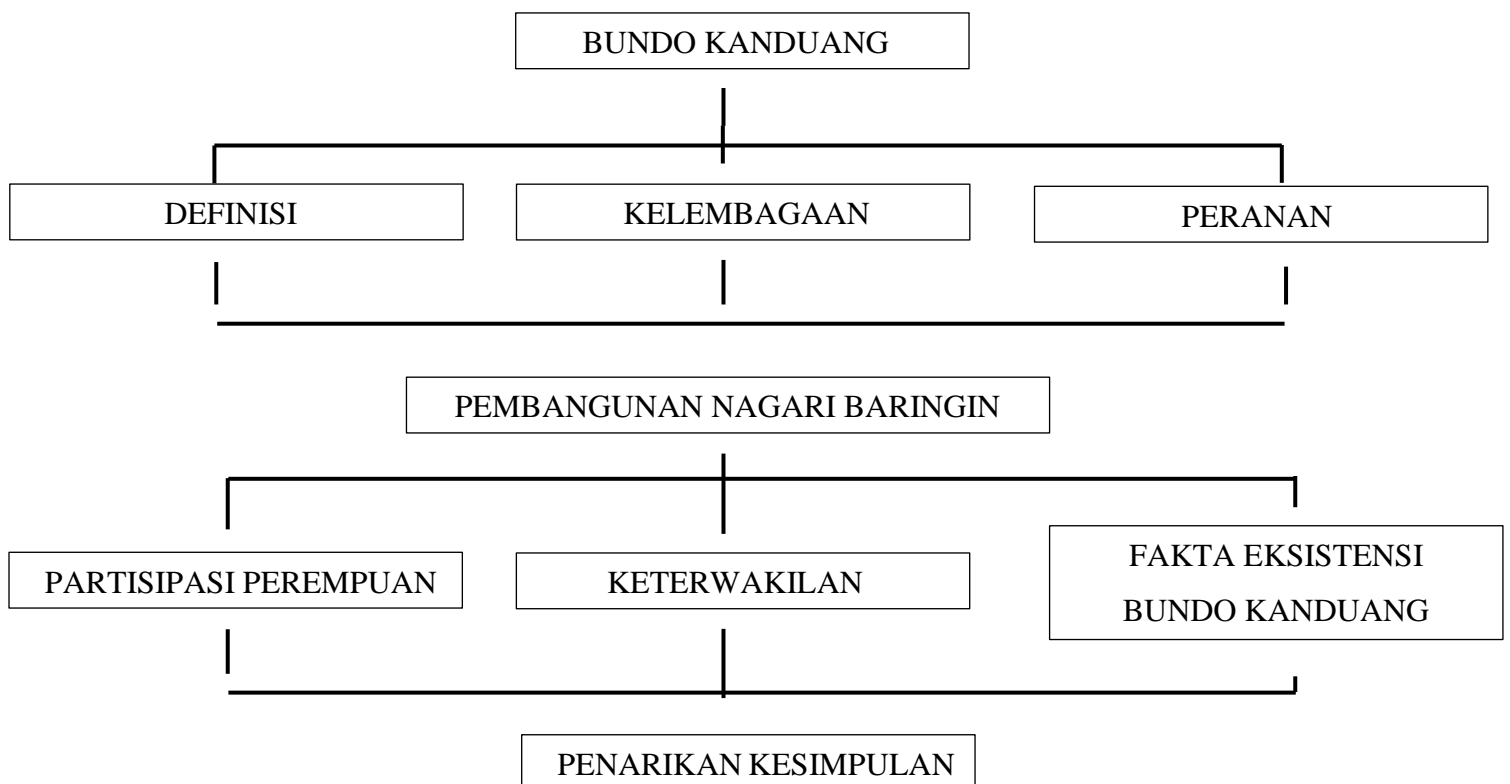 BUNDO KANDUANG
DEFINISI
KELEMBAGAAN
PERANAN
PEMBANGUNAN NAGARI BARINGIN
PARTISIPASI PEREMPUAN
KETERWAKILAN
FAKTA EKSISTENSI
BUNDO KANDUANG
PENARIKAN KESIMPULAN